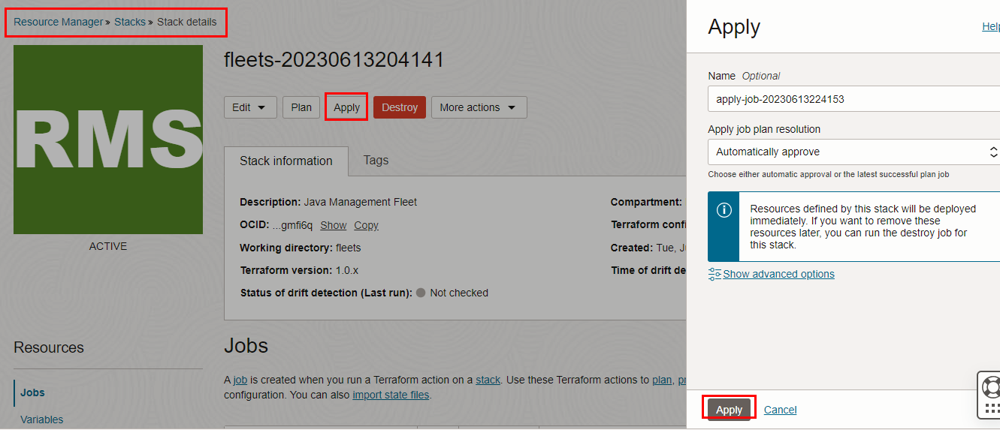 Resource Manager » Stacks » Stack details
RMS
ACTIVE
fleets-20230613204141
Edit Plan Apply Destroy More actions
Stack information Tags
Description: Java Management Fleet
OCID: ...gmfi6q Show Copy
Working directory: fleets
Terraform version: 1.0.x
Status of drift detection (Last run): Not checked
Compartment:
Terraform confi
Created: Tue, Ju
Time of drift de
Resources
Jobs
Variables
Jobs
A job is created when you run a Terraform action on a stack. Use these Terraform actions to plan, pr
configuration. You can also import state files.
Apply
Help
Name Optional
apply-job-20230613224153
Apply job plan resolution
Automatically approve
Choose either automatic approval or the latest successful plan job
Resources defined by this stack will be deployed
immediately. If you want to remove these
resources later, you can run the destroy job for
this stack.
Show advanced options
Apply Cancel